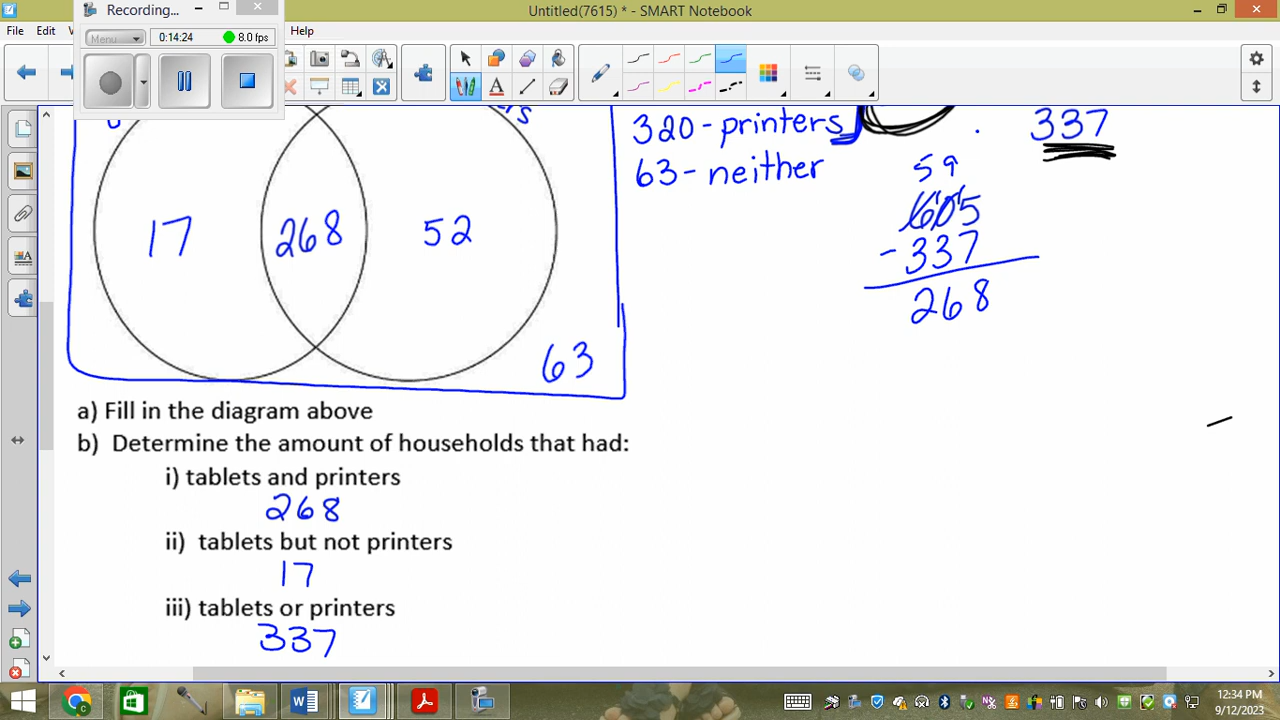 Recording...
Untitled(7615) * - SMART Notebook
File Edit Help
Menu 0:14:24 8.0 fps
320 - printers
337
63 - neither
59
605
- 337
268
17 268 52
63
a) Fill in the diagram above
b) Determine the amount of households that had:
i) tablets and printers
268
ii) tablets but not printers
17
iii) tablets or printers
337
12:34 PM
9/12/2023